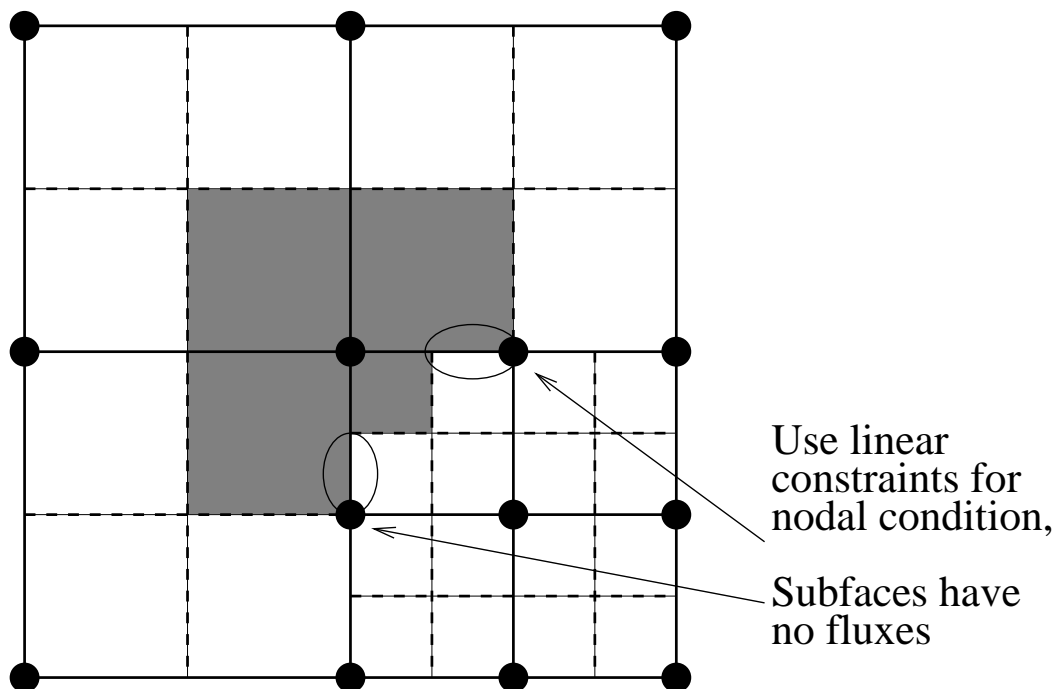 Use linear
constraints for
nodal condition,
Subfaces have
no fluxes